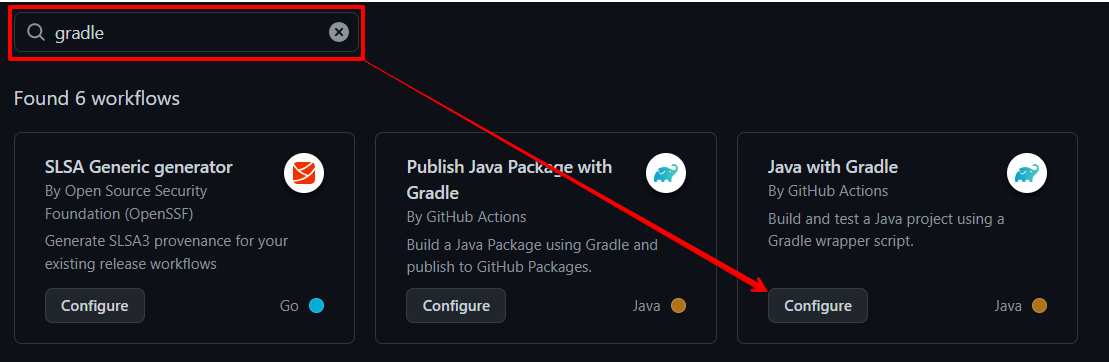 gradle
Found 6 workflows
SLSA Generic generator
By Open Source Security
Foundation (OpenSSF)
Generate SLSA3 provenance for your
existing release workflows
Configure
Go
Publish Java Package with
Gradle
By GitHub Actions
Build a Java Package using Gradle and
publish to GitHub Packages.
Configure
Java
Java with Gradle
By GitHub Actions
Build and test a Java project using a
Gradle wrapper script.
Configure
Java